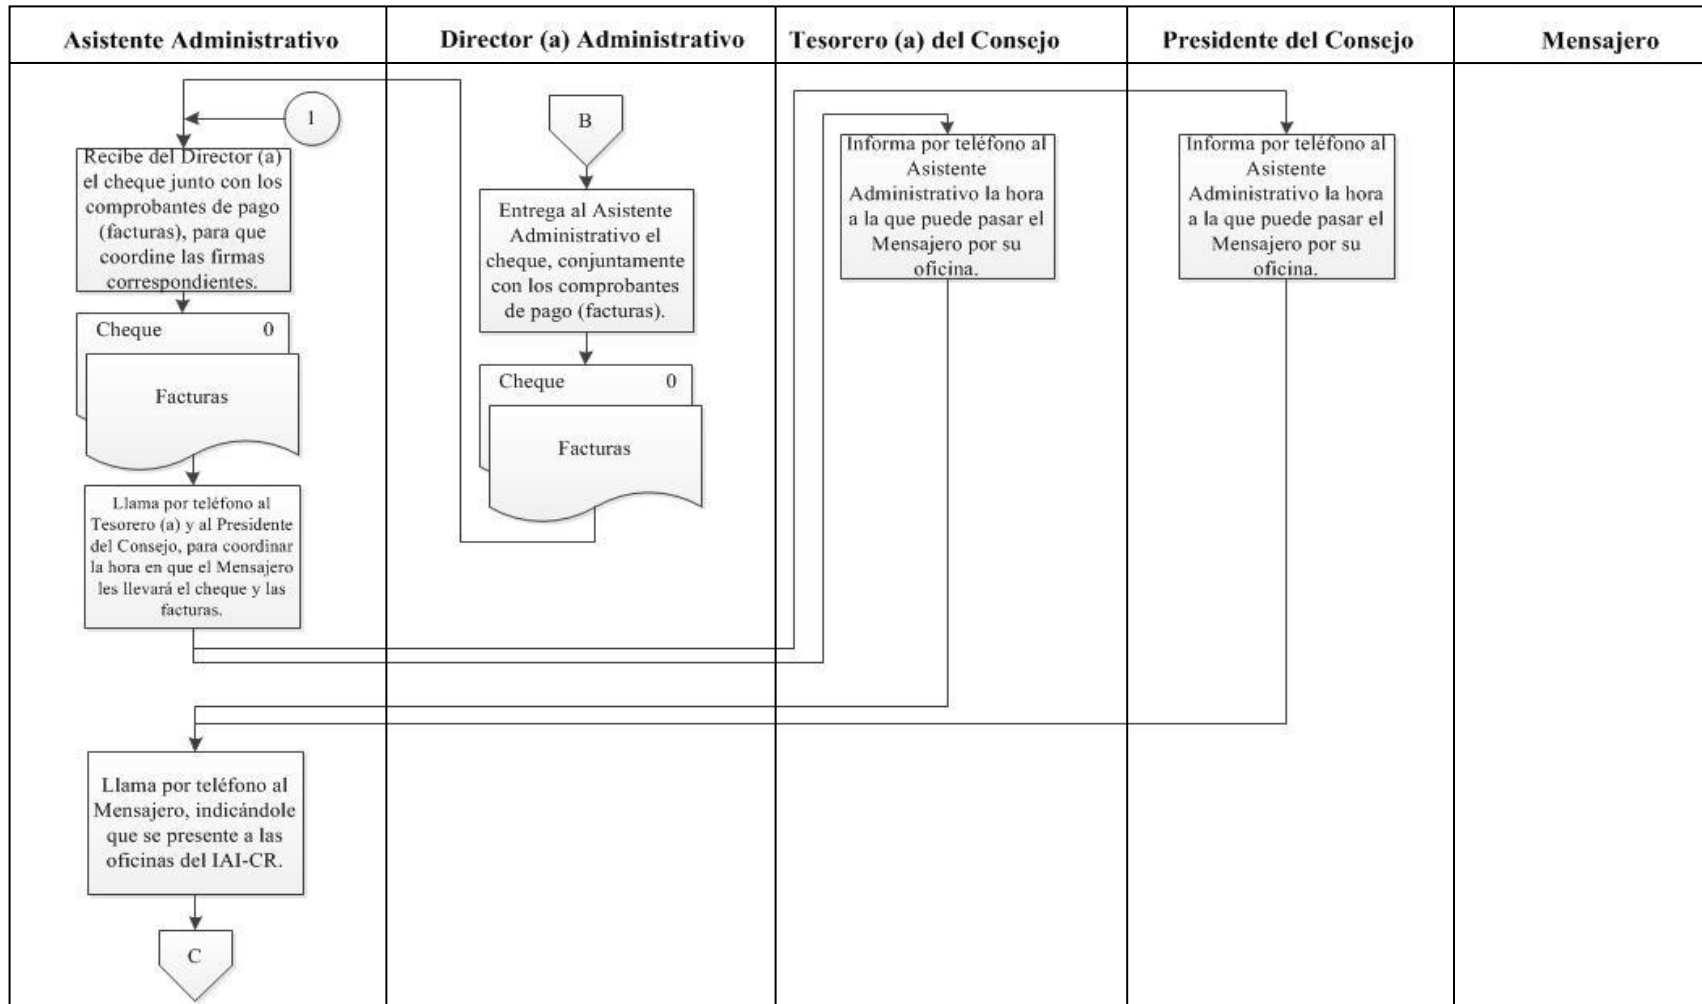 Asistente Administrativo
Director (a) Administrativo
Tesorero (a) del Consejo
Presidente del Consejo
Mensajero
1
Recibe del Director (a)
el cheque junto con los
comprobantes de pago
(facturas), para que
coordine las firmas
correspondientes.
Cheque 0
Facturas
Llama por teléfono al
Tesorero (a) y al Presidente
del Consejo, para coordinar
la hora en que el Mensajero
les llevará el cheque y las
facturas.
Llama por teléfono al
Mensajero, indicándole
que se presente a las
oficinas del IAI-CR.
C
B
Entrega al Asistente
Administrativo el
cheque, conjuntamente
con los comprobantes
de pago (facturas).
Cheque 0
Facturas
Informa por teléfono al
Asistente
Administrativo la hora
a la que puede pasar el
Mensajero por su
oficina.
Informa por teléfono al
Asistente
Administrativo la hora
a la que puede pasar el
Mensajero por su
oficina.